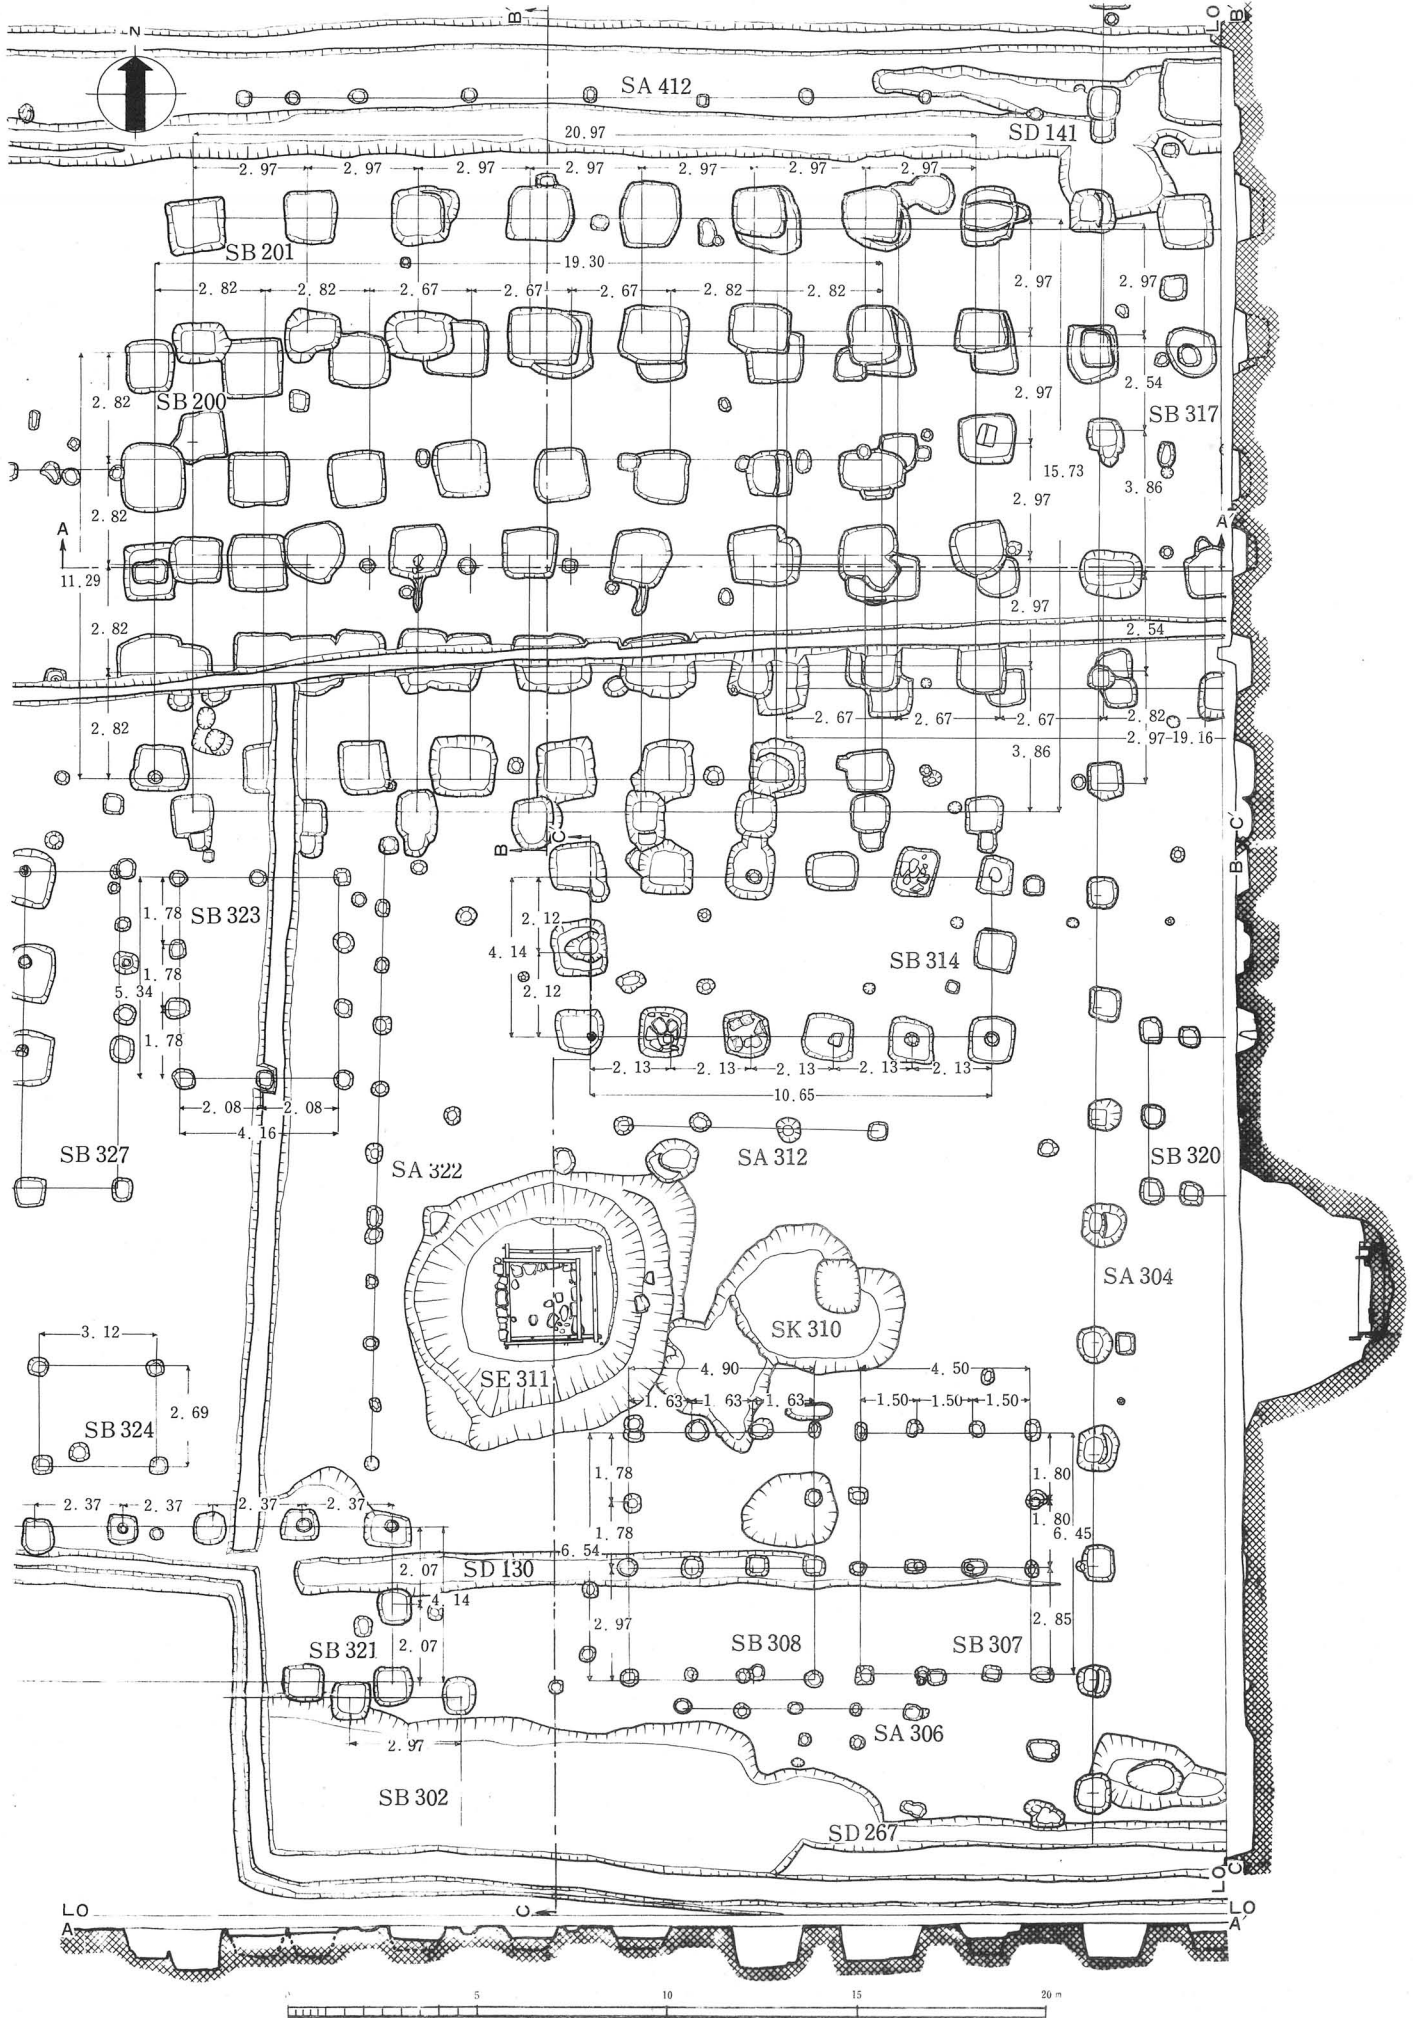 B′ LO B′
N
SA 412
SD 141
20.97
2.97 2.97 2.97 2.97 2.97 2.97 2.97
SB 201
19.30
2.97 2.97
2.82 2.82 2.67 2.67 2.67 2.82 2.82
2.82 SB 200 2.97 2.54 SB 317
15.73
2.97 3.86
2.82
A A′
11.29
2.97
2.82 2.54
2.67 2.67 2.67 2.82
2.82 2.97 19.16
3.86
C′ C′
B B
SB 323 1.78 2.12
4.14 SB 314
1.78
5.34 2.12
1.78
2.13 2.13 2.13 2.13 2.13
10.65
2.08 2.08
4.16
SB 327 SA 322 SA 312 SB 320
SA 304
SK 310
3.12
SE 311 4.90 4.50
1.63 1.63 1.63 1.50 1.50 1.50
2.69
SB 324
1.78 1.80
2.37 2.37 2.37 2.37
1.78 1.80
6.45
6.54
2.07 SD 130
4.14
2.97 2.85
SB 321 2.07 SB 308 SB 307
SA 306
2.97
SB 302
SD 267
LO C
LO C LO
A A′
5 10 15 20 m